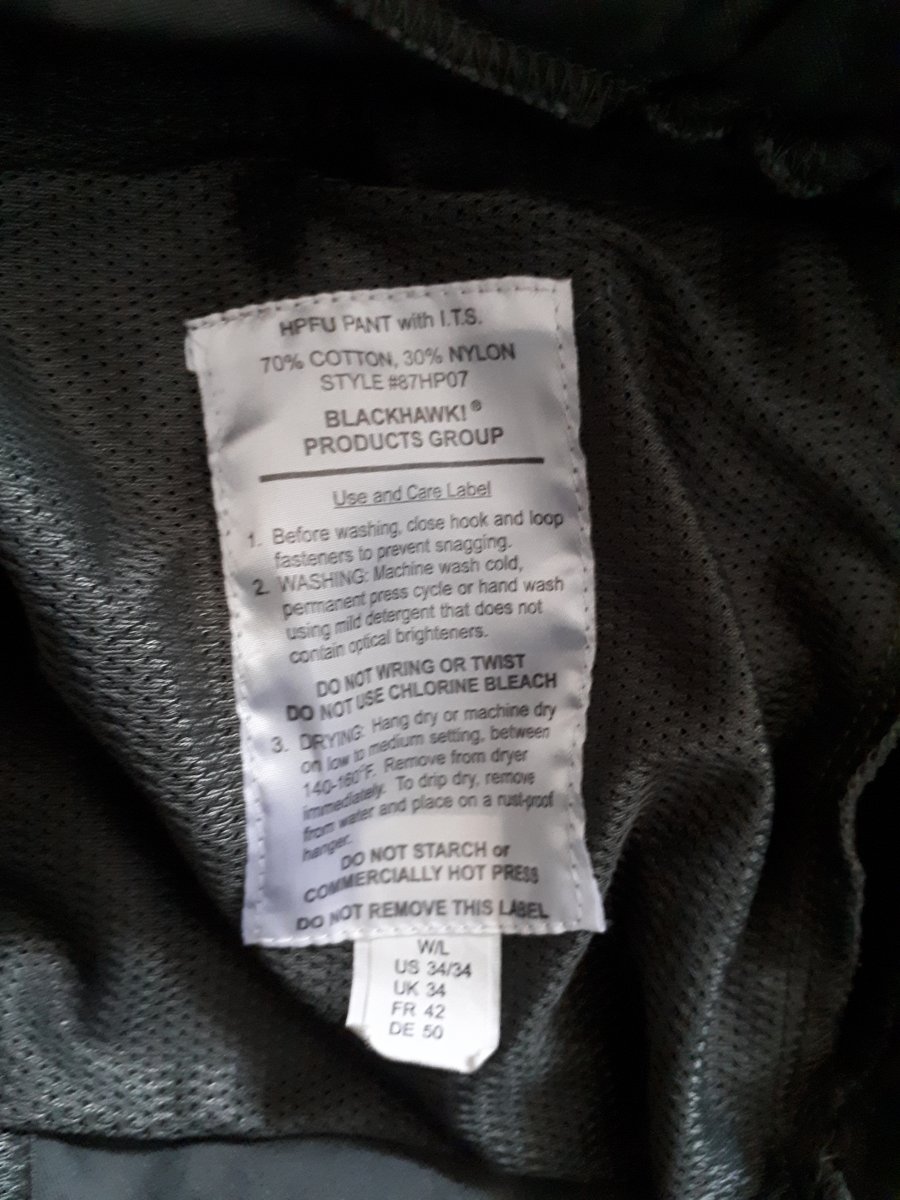 HPFU PANT with I.T.S.
70% COTTON, 30% NYLON
STYLE #87HP07
BLACKHAWK!®
PRODUCTS GROUP
Use and Care Label
1. Before washing, close hook and loop
fasteners to prevent snagging.
2. WASHING: Machine wash cold,
permanent press cycle or hand wash
using mild detergent that does not
contain optical brighteners.
DO NOT WRING OR TWIST
DO NOT USE CHLORINE BLEACH
3. DRYING: Hang dry or machine dry
on low to medium setting, between
140-160°F. Remove from dryer
immediately. To drip dry, remove
from water and place on a rust-proof
hanger.
DO NOT STARCH or
COMMERCIALLY HOT PRESS
DO NOT REMOVE THIS LABEL
W/L
US 34/34
UK 34
FR 42
DE 50